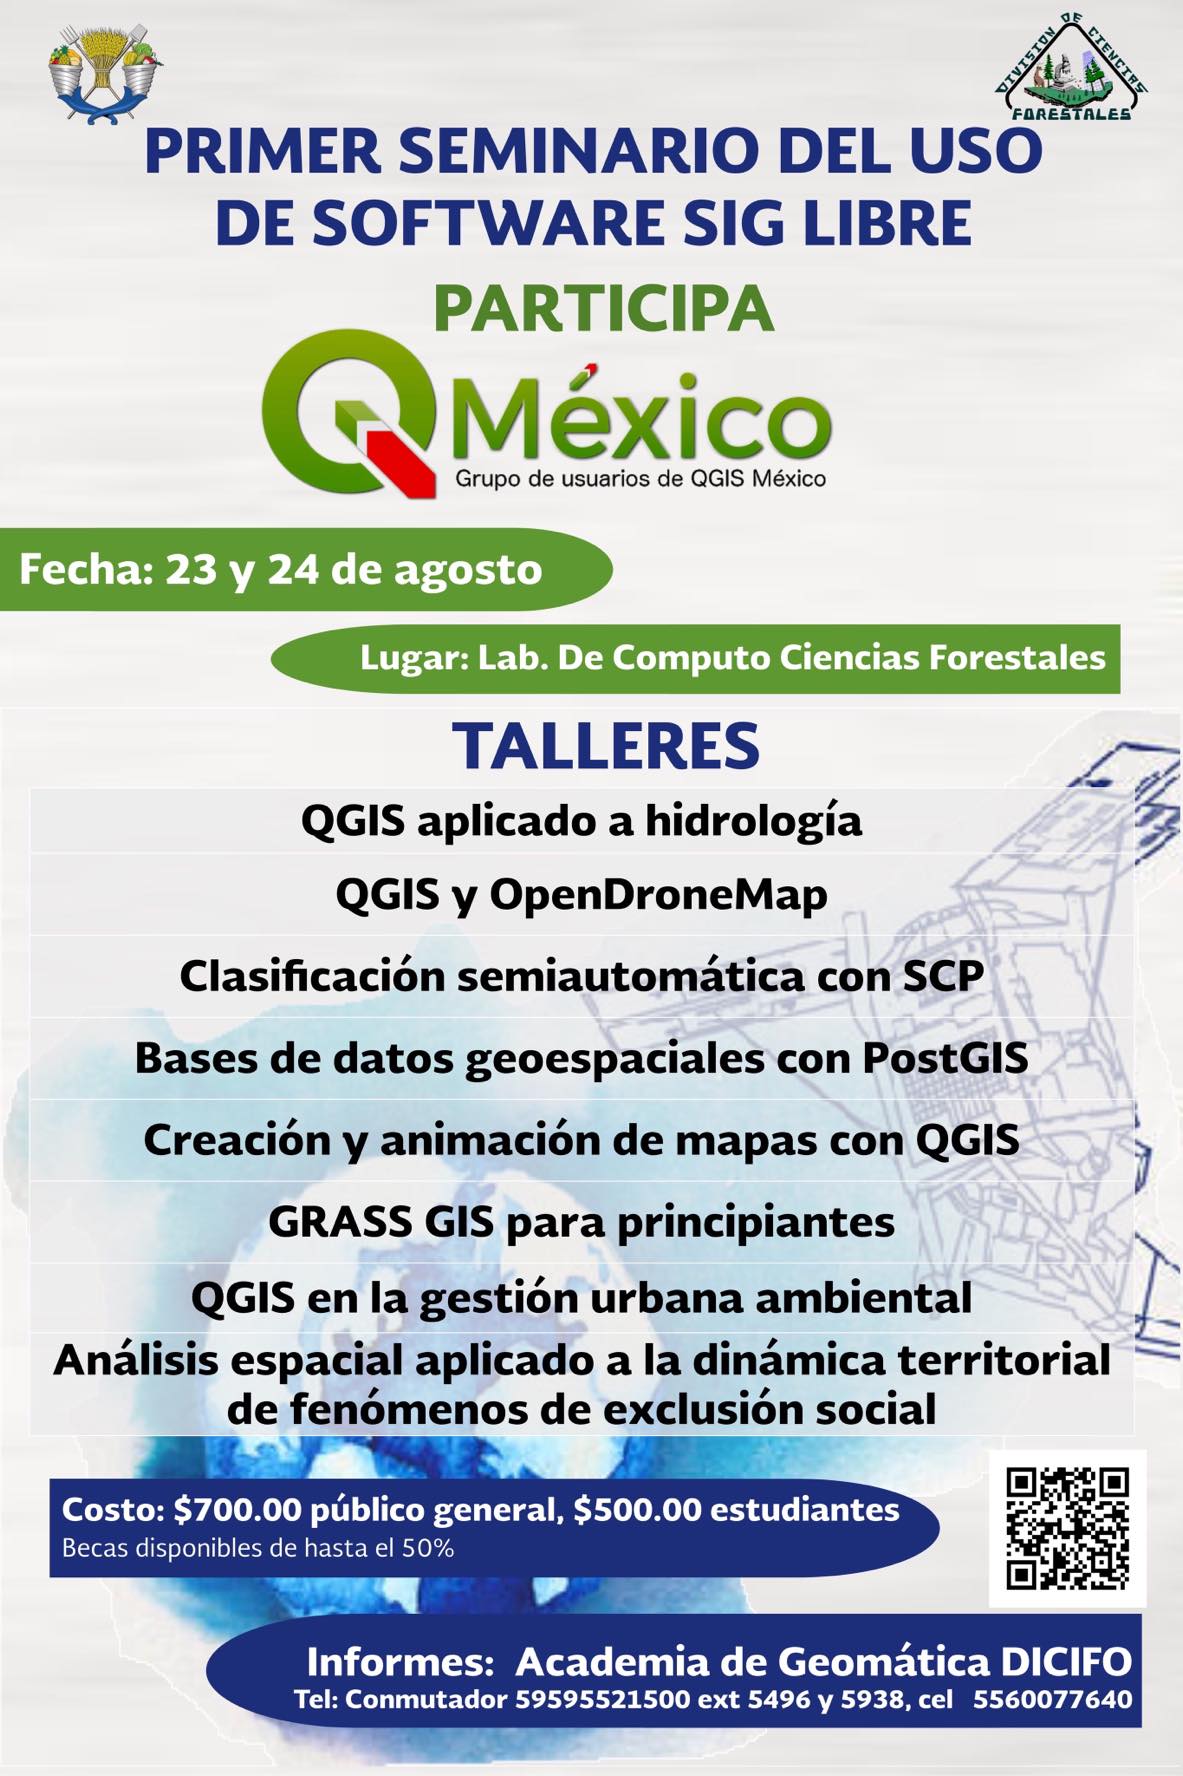 DIVISION DE CIENCIAS
FORESTALES
PRIMER SEMINARIO DEL USO
DE SOFTWARE SIG LIBRE
PARTICIPA
QMéxico
Grupo de usuarios de QGIS México
Fecha: 23 y 24 de agosto
Lugar: Lab. De Computo Ciencias Forestales
TALLERES
QGIS aplicado a hidrología
QGIS y OpenDroneMap
Clasificación semiautomática con SCP
Bases de datos geoespaciales con PostGIS
Creación y animación de mapas con QGIS
GRASS GIS para principiantes
QGIS en la gestión urbana ambiental
Análisis espacial aplicado a la dinámica territorial
de fenómenos de exclusión social
Costo: $700.00 público general, $500.00 estudiantes
Becas disponibles de hasta el 50%
Informes: Academia de Geomática DICIFO
Tel: Conmutador 59595521500 ext 5496 y 5938, cel 5560077640